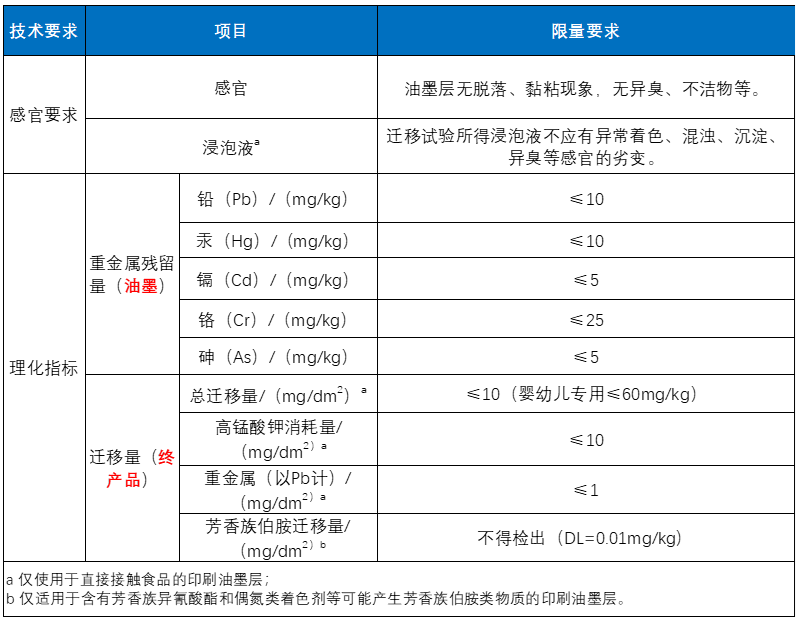 技术要求 项目 限量要求
感官要求
感官 油墨层无脱落、黏粘现象，无异臭、不洁物等。
浸泡液a 迁移试验所得浸泡液不应有异常着色、混浊、沉淀、
异臭等感官的劣变。
理化指标
重金属残留
量（油墨）
铅（Pb）/（mg/kg） ≤10
汞（Hg）/（mg/kg） ≤10
镉（Cd）/（mg/kg） ≤5
铬（Cr）/（mg/kg） ≤25
砷（As）/（mg/kg） ≤5
迁移量（终
产品）
总迁移量/（mg/dm2）a ≤10（婴幼儿专用≤60mg/kg）
高锰酸钾消耗量/
（mg/dm2）a ≤10
重金属（以Pb计）/
（mg/dm2）a ≤1
芳香族伯胺迁移量/
（mg/dm2）b 不得检出（DL=0.01mg/kg）
a 仅使用于直接接触食品的印刷油墨层；
b 仅适用于含有芳香族异氰酸酯和偶氮类着色剂等可能产生芳香族伯胺类物质的印刷油墨层。